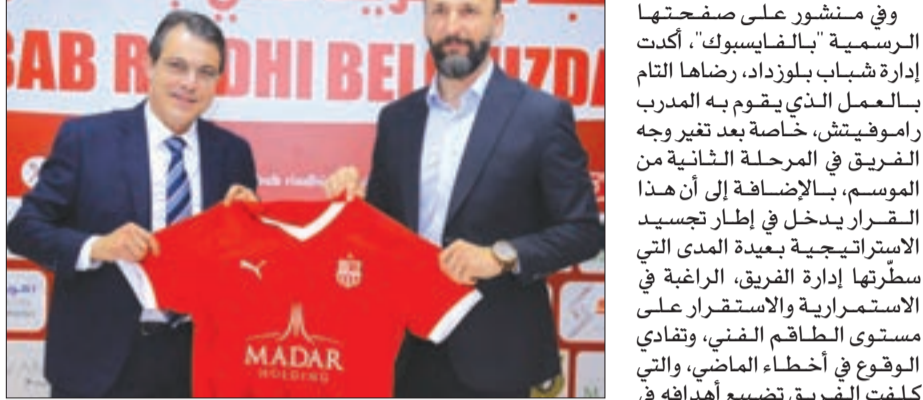 وفي منشور على صفحتها
الرسمية "بالفايسبوك"، أكدت
إدارة شباب بلوزداد، رضاها التام
بالعمل الذي يقوم به المدرب
راموفيتش، خاصة بعد تغير وجه
الفريق في المرحلة الثانية من
الموسم، بالإضافة إلى أن هذا
القرار يدخل في إطار تجسيد
الاستراتيجية بعيدة المدى التي
سطّرتها إدارة الفريق، الراغبة في
الاستمرارية والاستقرار على
مستوى الطاقم الفني، وتفادي
الوقوع في أخطاء الماضي، والتي
كلفت الفريق تضييع أهدافه في
MADAR
HOLDING